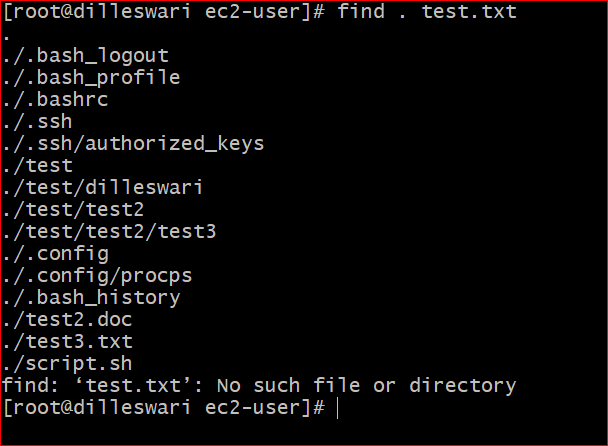 [root@dilleswari ec2-user]# find . test.txt
.
./.bash_logout
./.bash_profile
./.bashrc
./.ssh
./.ssh/authorized_keys
./test
./test/dilleswari
./test/test2
./test/test2/test3
./.config
./.config/procps
./.bash_history
./test2.doc
./test3.txt
./script.sh
find: ‘test.txt’: No such file or directory
[root@dilleswari ec2-user]#